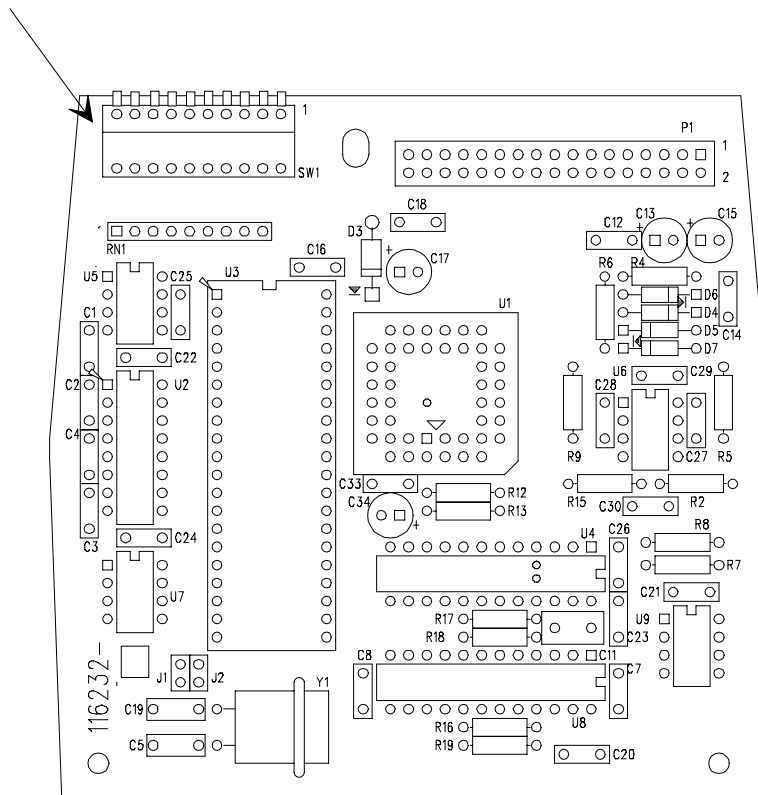 P1
1
1
2
SW1
C18
C13
C15
C12
D3
RN1
C17
C16
U5
C25
U3
R6
R4
D6
D4
D5
D7
C14
C1
U1
C22
C2
U2
U6
C29
C28
C4
C27
R9
R5
C33
R12
R15
R2
C34
R13
C30
C3
C24
U4
C26
R8
R7
U7
C21
R17
U9
R18
C23
116232-
J1
J2
C8
C11
C7
Y1
C19
U8
R16
C5
R19
C20